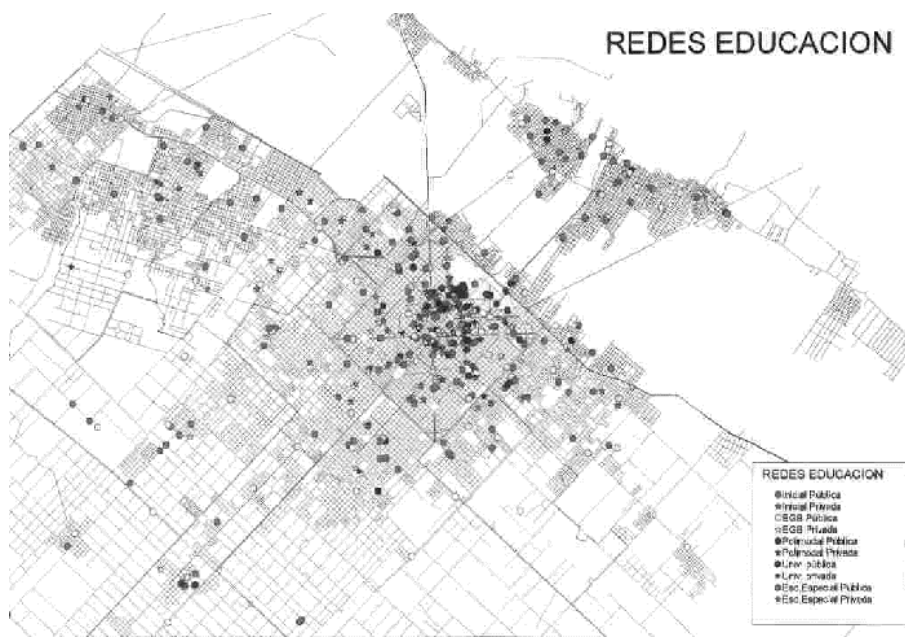 REDES EDUCACION
REDES EDUCACION
Inicial Pública
Inicial Privada
EGB Pública
EGB Privada
Polimodal Pública
Polimodal Privada
Univ. pública
Univ. privada
Esc.Especial Pública
Esc.Especial Privada